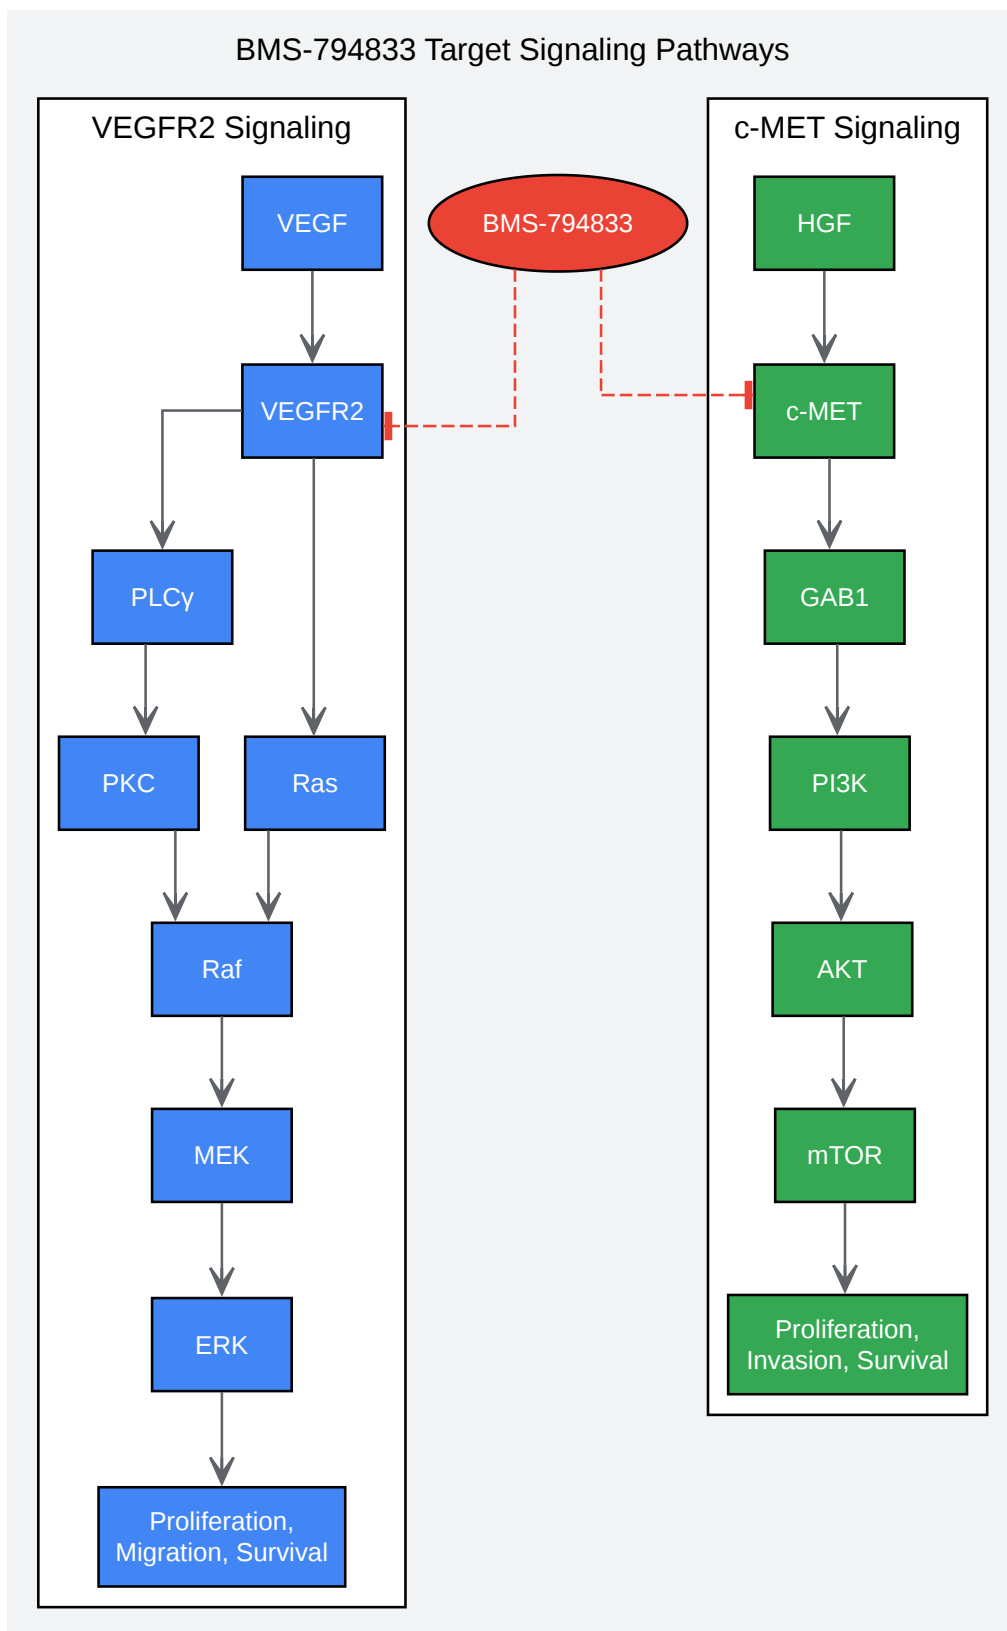 BMS-794833 Target Signaling Pathways
VEGFR2 Signaling
VEGF
VEGFR2
PLCγ
PKC
Ras
Raf
MEK
ERK
Proliferation,
Migration, Survival
BMS-794833
c-MET Signaling
HGF
c-MET
GAB1
PI3K
AKT
mTOR
Proliferation,
Invasion, Survival